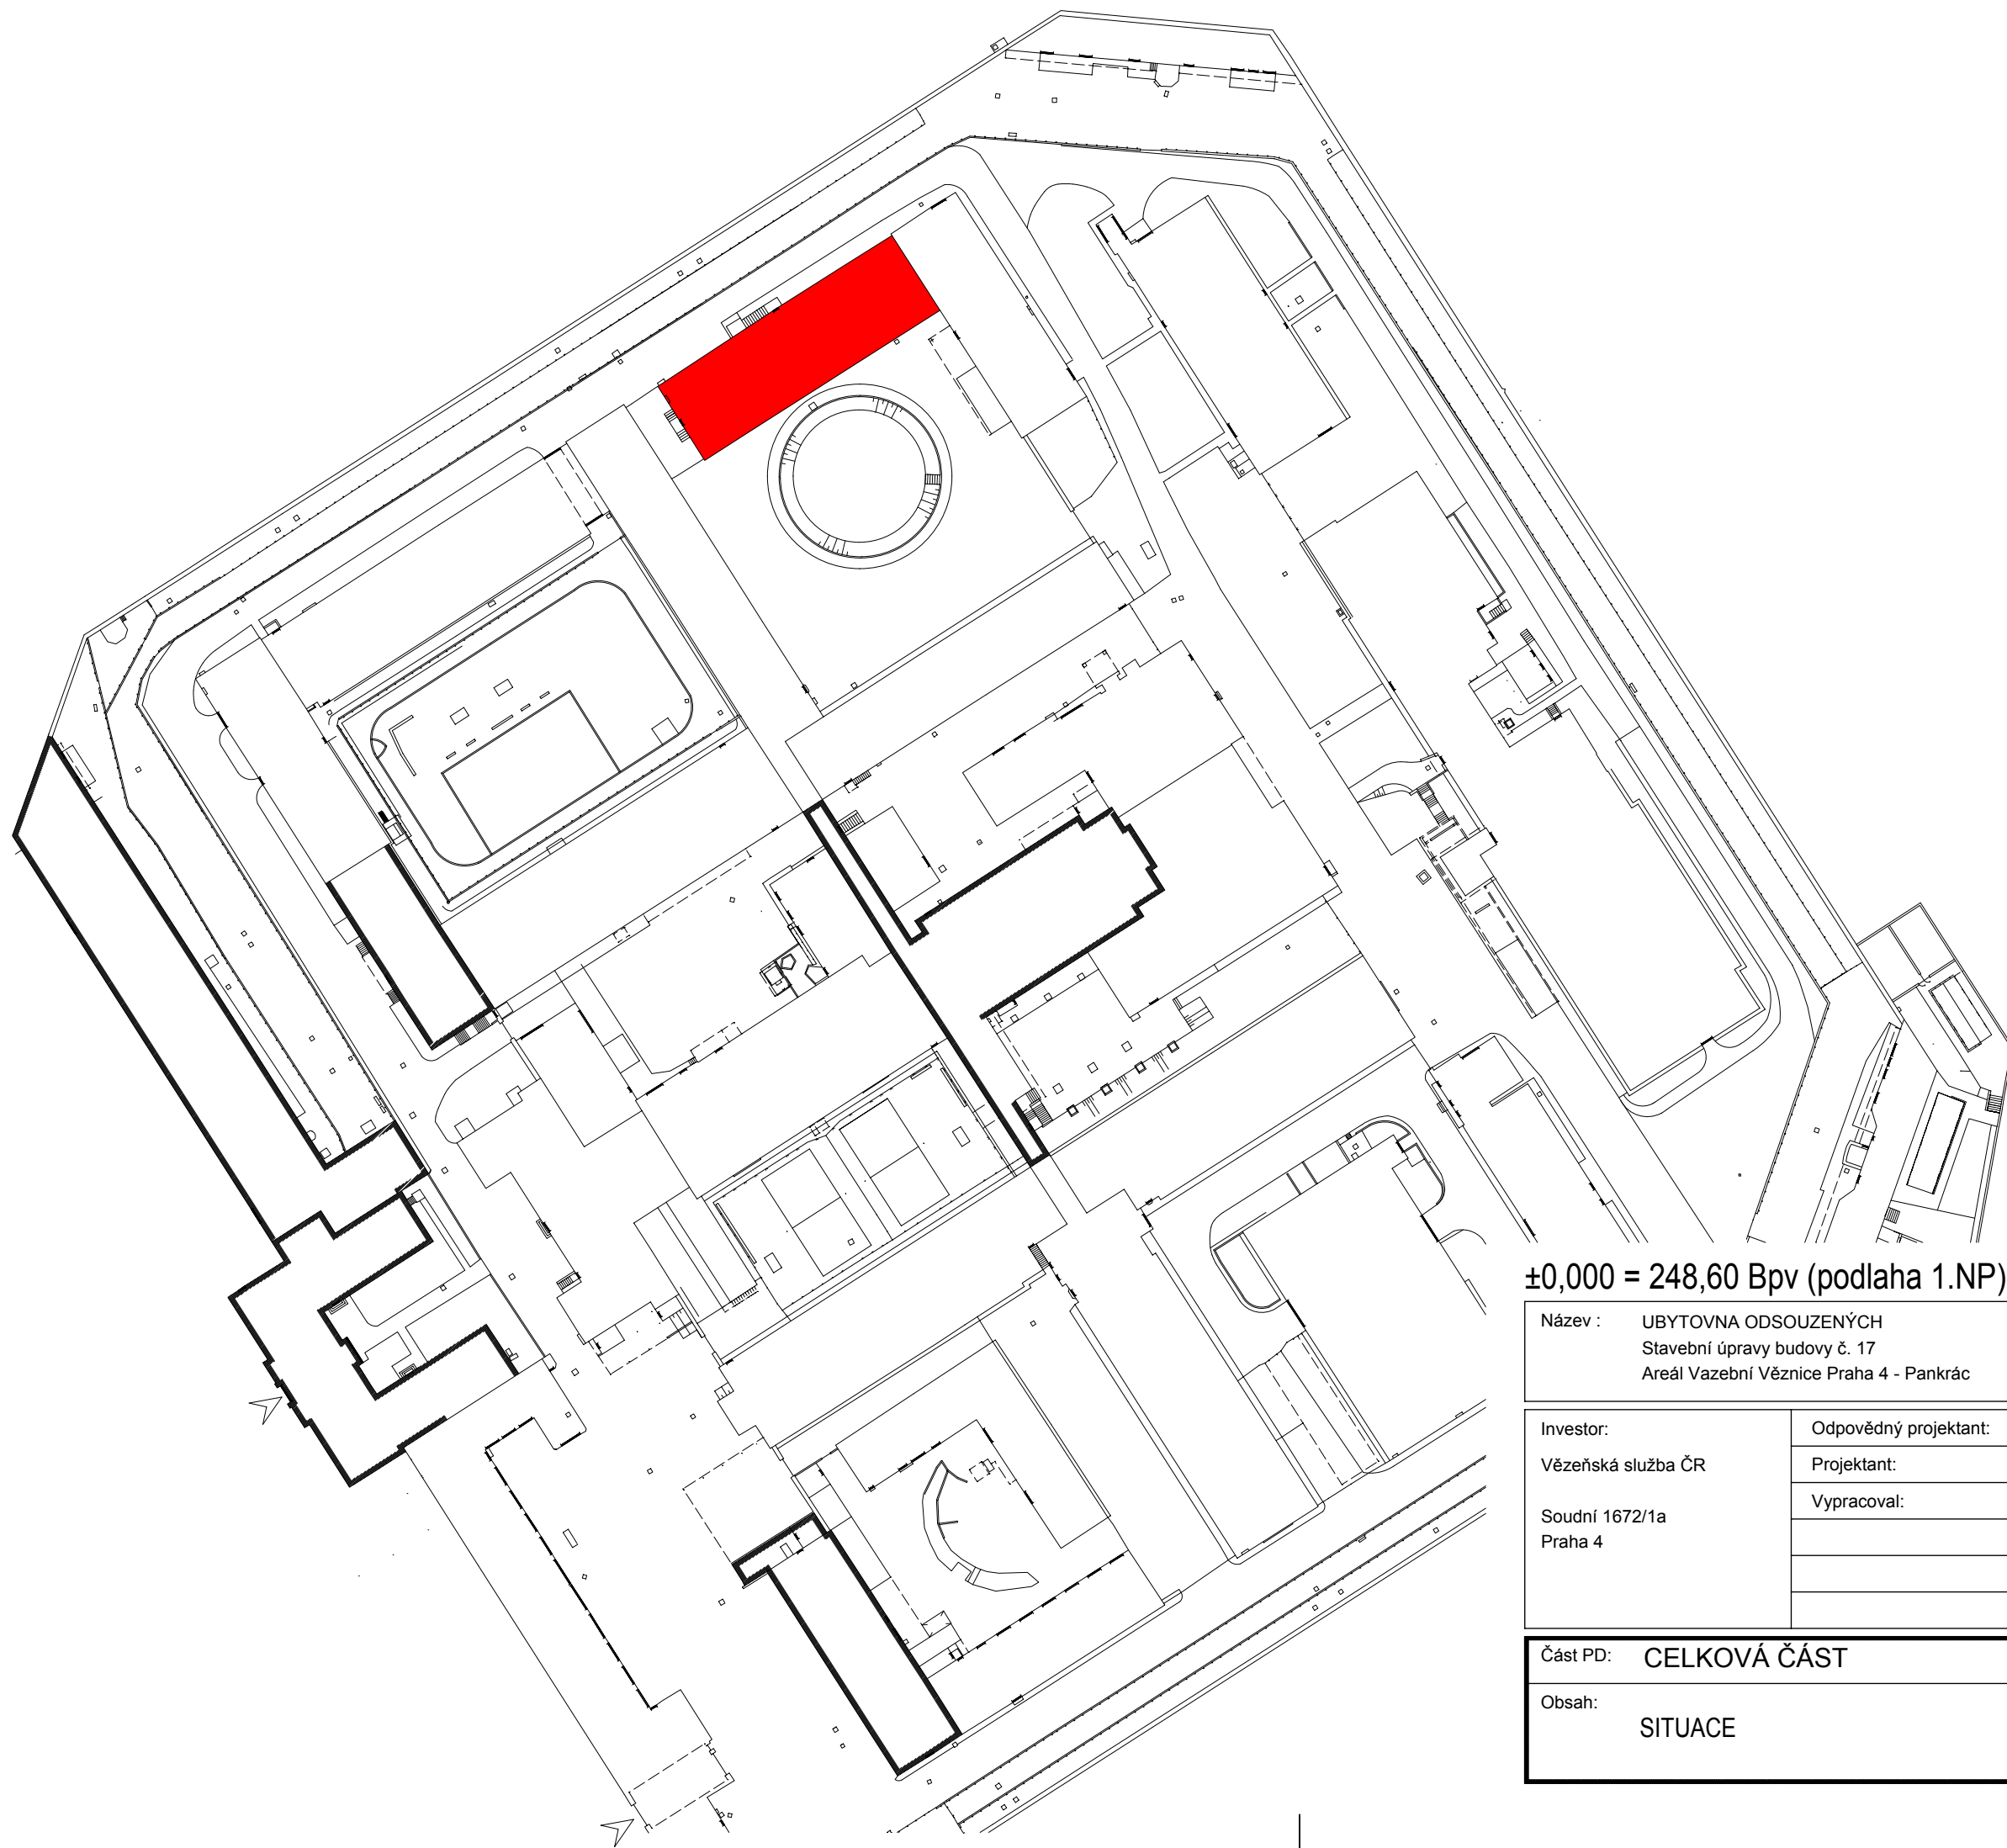 ±0,000 = 248,60 Bpv (podlaha 1.NP)
Název : UBYTOVNA ODSOUZENÝCH
Stavební úpravy budovy č. 17
Areál Vazební Věznice Praha 4 - Pankrác
Investor:
Vězeňská služba ČR
Soudní 1672/1a
Praha 4
Odpovědný projektant:
Projektant:
Vypracoval:
Část PD: CELKOVÁ ČÁST
Obsah:
SITUACE